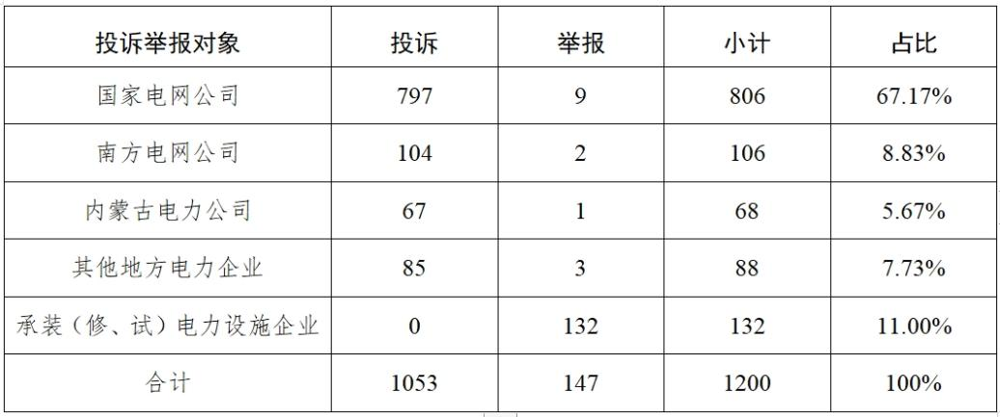 投诉举报对象 投诉 举报 小计 占比
国家电网公司 797 9 806 67.17%
南方电网公司 104 2 106 8.83%
内蒙古电力公司 67 1 68 5.67%
其他地方电力企业 85 3 88 7.73%
承装（修、试）电力设施企业 0 132 132 11.00%
合计 1053 147 1200 100%